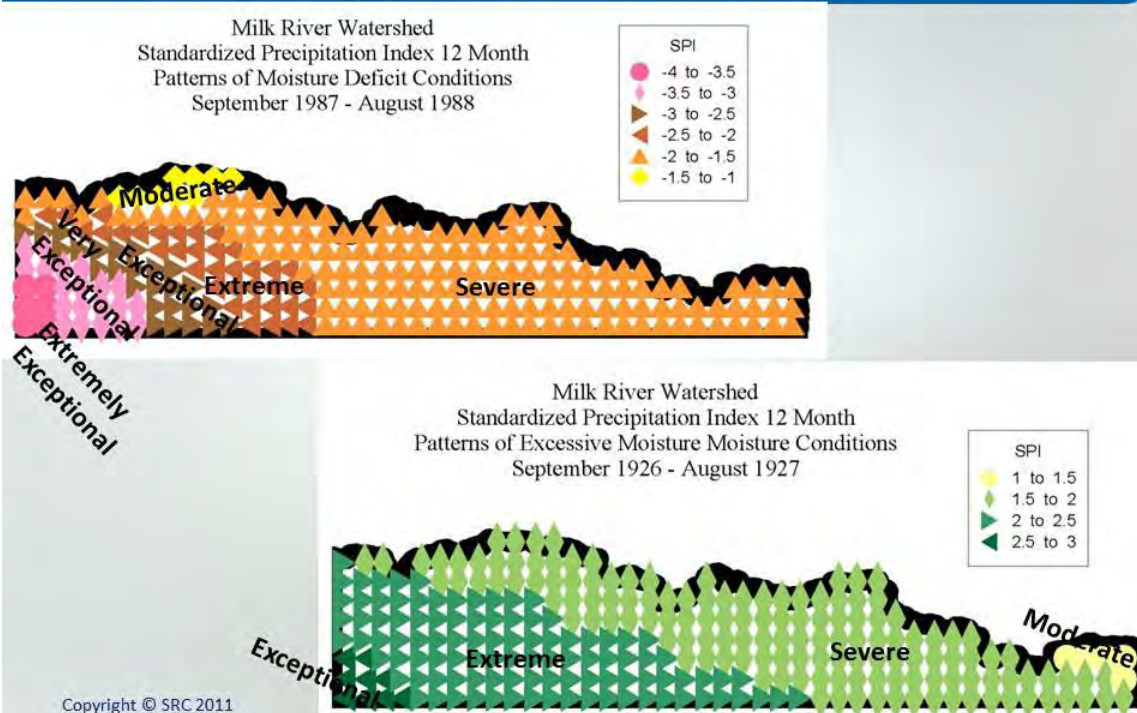 Milk River Watershed
Standardized Precipitation Index 12 Month
Patterns of Moisture Deficit Conditions
September 1987 - August 1988
SPI
-4 to -3.5
-3.5 to -3
-3 to -2.5
-2.5 to -2
-2 to -1.5
-1.5 to -1
Moderate
Very
Exceptional
Exceptional
Extreme
Severe
Extremely
Exceptional
Milk River Watershed
Standardized Precipitation Index 12 Month
Patterns of Excessive Moisture Moisture Conditions
September 1926 - August 1927
SPI
1 to 1.5
1.5 to 2
2 to 2.5
2.5 to 3
Moderate
Exceptional
Extreme
Severe
Copyright © SRC 2011